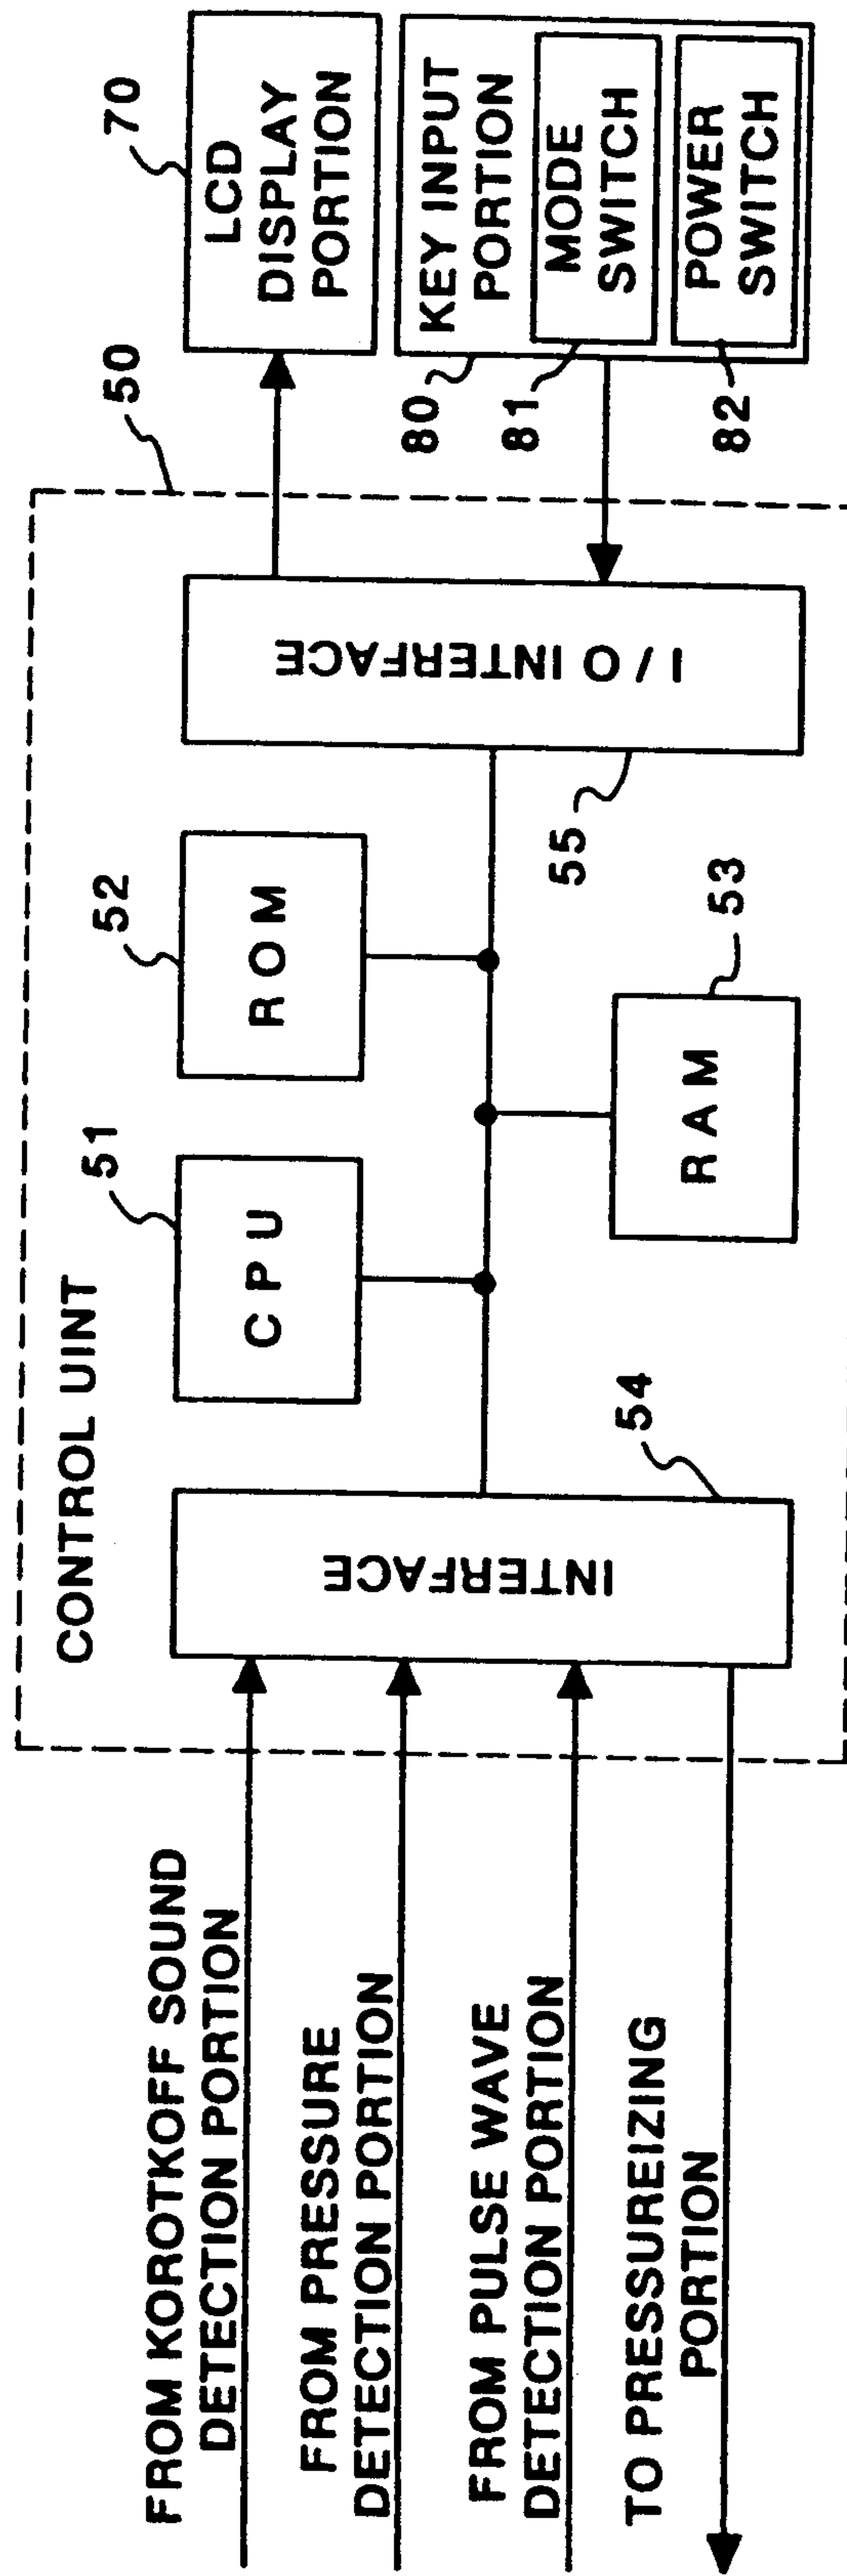 FROM KOROTKOFF SOUND
DETECTION PORTION
FROM PRESSURE
DETECTION PORTION
FROM PULSE WAVE
DETECTION PORTION
TO PRESSUREIZING
PORTION
CONTROL UINT
50
INTERFACE
54
CPU
51
ROM
52
RAM
53
I/O INTERFACE
55
LCD
DISPLAY
PORTION
70
KEY INPUT
PORTION
80
MODE
SWITCH
81
POWER
SWITCH
82